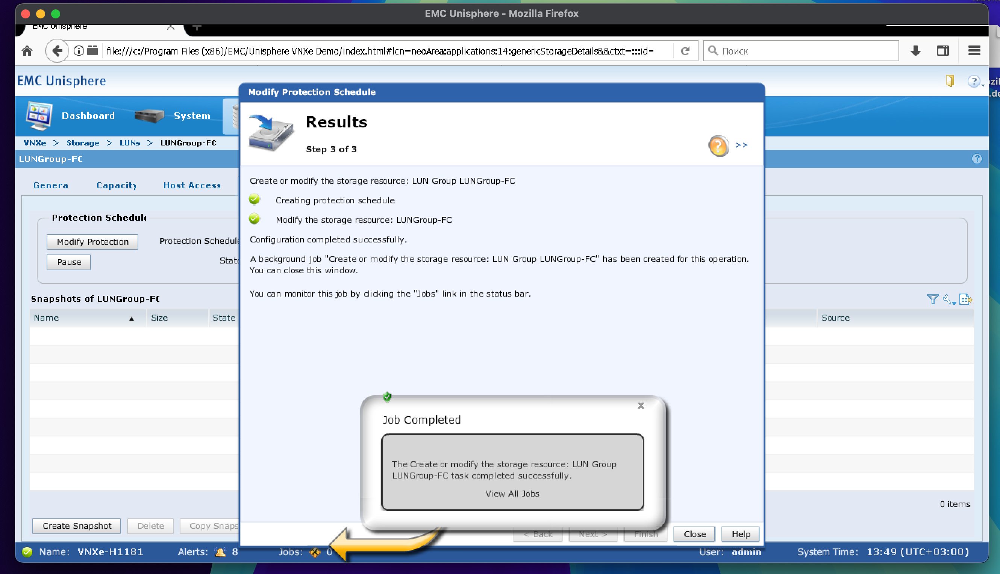 EMC Unisphere - Mozilla Firefox
EMC Unisphere
file:///c:/Program Files (x86)/EMC/Unisphere VNXe Demo/index.html#lcn=neoArea:applications:14:genericStorageDetails&&ctxt=:::id=
Поиск
EMC Unisphere
Dashboard
System
VNXe > Storage > LUNs > LUNGroup-FC
LUNGroup-FC
Genera
Capacity
Host Access
Protection Schedule
Modify Protection
Protection Schedule
Pause
State
Snapshots of LUNGroup-FC
Name
Size
State
Source
0 items
Create Snapshot
Delete
Copy Snaps
Modify Protection Schedule
Results
Step 3 of 3
>>
Create or modify the storage resource: LUN Group LUNGroup-FC
Creating protection schedule
Modify the storage resource: LUNGroup-FC
Configuration completed successfully.
A background job "Create or modify the storage resource: LUN Group LUNGroup-FC" has been created for this operation.
You can close this window.
You can monitor this job by clicking the "Jobs" link in the status bar.
x
Job Completed
The Create or modify the storage resource: LUN Group
LUNGroup-FC task completed successfully.
View All Jobs
< Back
Next >
Finish
Close
Help
Name: VNXe-H1181
Alerts: 8
Jobs: 0
User: admin
System Time: 13:49 (UTC+03:00)